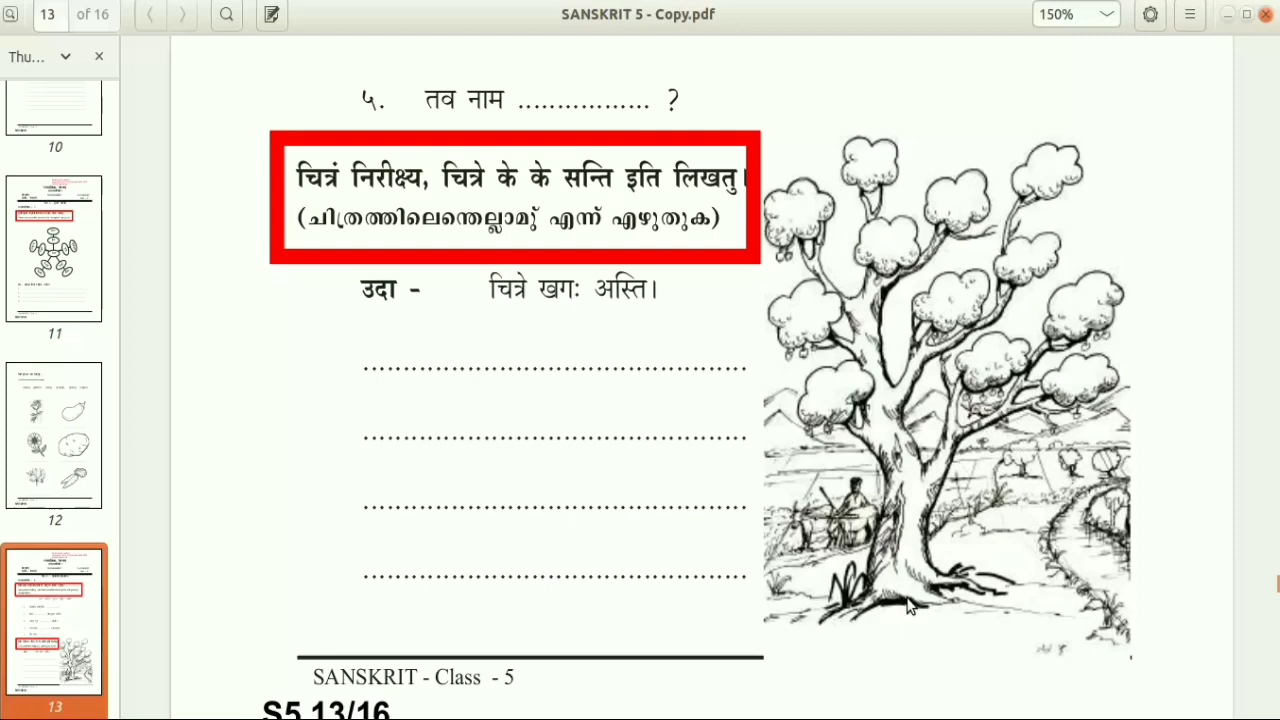 13 of 16
SANSKRIT 5 - Copy.pdf
150%
Thu...
10
11
12
13
५. तव नाम ................. ?
चित्रं निरीक्ष्य, चित्रे के के सन्ति इति लिखतु।
(ചിത്രത്തിലെന്തെല്ലാമു് എന്ന് എഴുതുക)
उदा - चित्रे खगः अस्ति।
SANSKRIT - Class - 5
S5 13/16